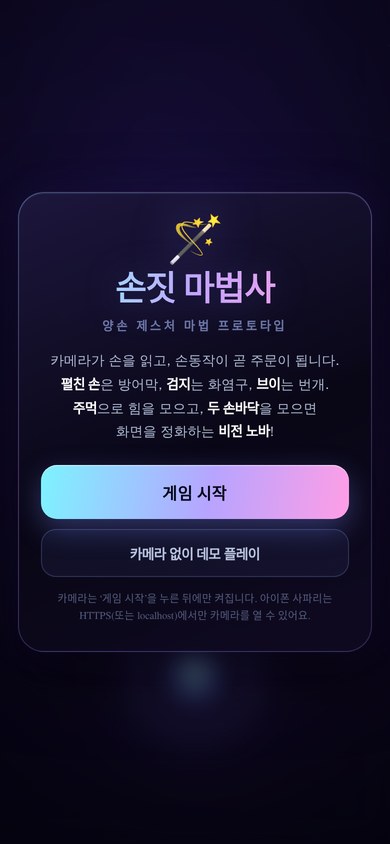 손짓 마법사
양손 제스처 마법 프로토타입
카메라가 손을 읽고, 손동작이 곧 주문이 됩니다.
펼친 손은 방어막, 검지는 화염구, 브이는 번개.
주먹으로 힘을 모으고, 두 손바닥을 모으면
화면을 정화하는 비전 노바!
게임 시작
카메라 없이 데모 플레이
카메라는 '게임 시작'을 누른 뒤에만 켜집니다. 아이폰 사파리는
HTTPS(또는 localhost)에서만 카메라를 열 수 있어요.